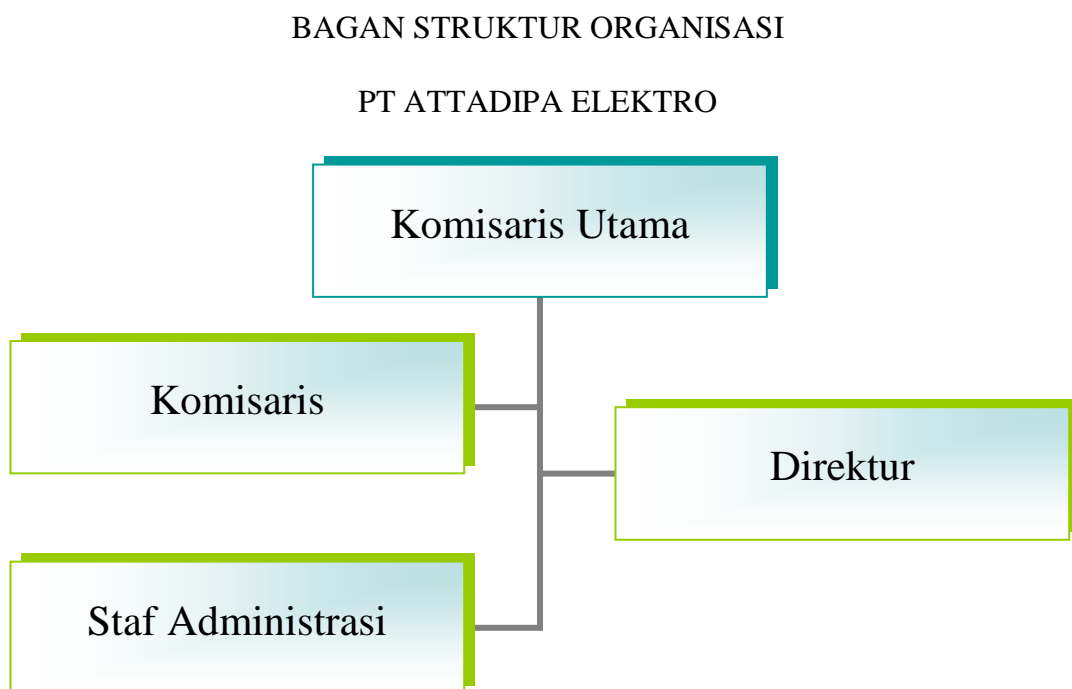 BAGAN STRUKTUR ORGANISASI
PT ATTADIPA ELEKTRO
Komisaris Utama
Komisaris
Direktur
Staf Administrasi